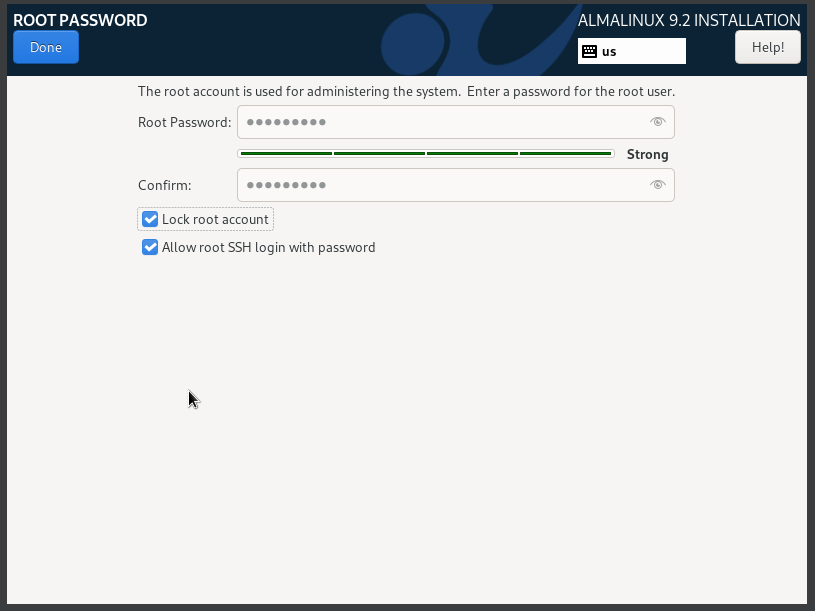 ROOT PASSWORD
ALMALINUX 9.2 INSTALLATION
Done
us
Help!
The root account is used for administering the system.  Enter a password for the root user.
Root Password: ●●●●●●●●●
Strong
Confirm: ●●●●●●●●●
Lock root account
Allow root SSH login with password